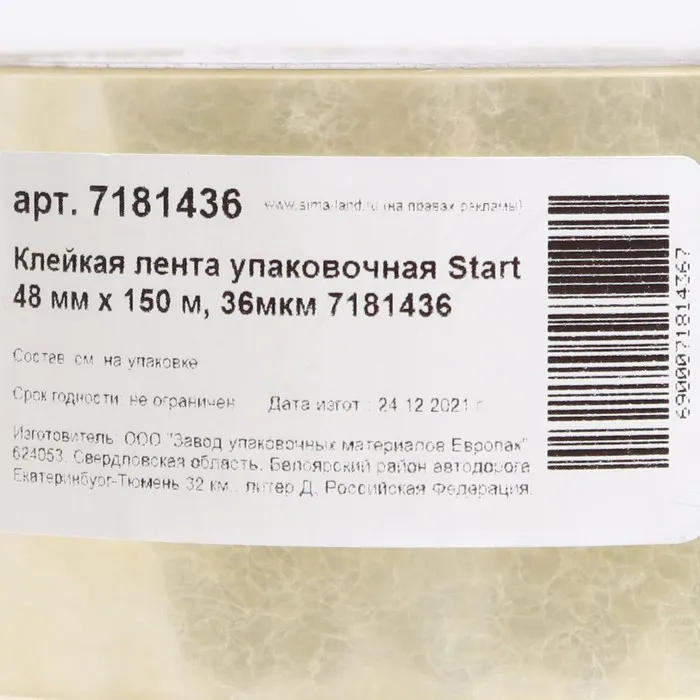 арт. 7181436 www.sima-land.ru (на правах рекламы)
Клейкая лента упаковочная Start
48 мм х 150 м, 36мкм 7181436
Состав: см. на упаковке
Срок годности: не ограничен Дата изгот.: 24.12.2021 г.
Изготовитель: ООО "Завод упаковочных материалов Европак"
624053, Свердловская область, Белоярский район автодорога
Екатеринбург-Тюмень 32 км., литер Д, Российская Федерация.
6900071814367